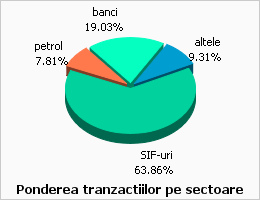 banci
19.03%
petrol
7.81%
altele
9.31%
SIF-uri
63.86%
Ponderea tranzactiilor pe sectoare